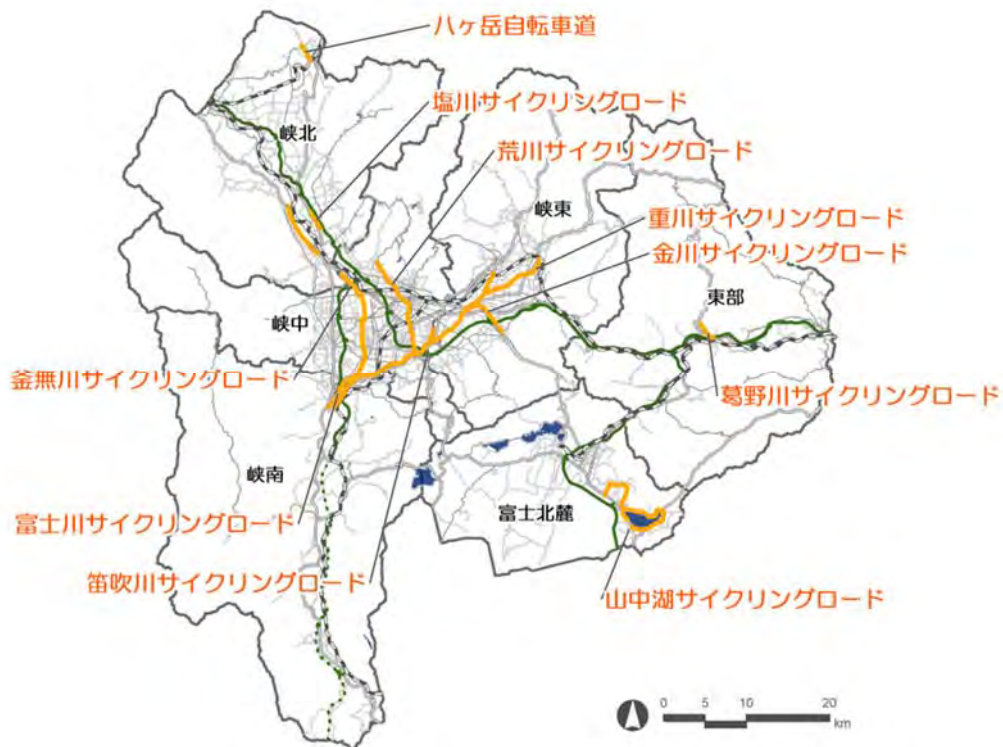 八ヶ岳自転車道
塩川サイクリングロード
峡北
荒川サイクリングロード
峡東
重川サイクリングロード
金川サイクリングロード
東部
峡中
釜無川サイクリングロード
葛野川サイクリングロード
峡南
富士川サイクリングロード
富士北麓
笛吹川サイクリングロード
山中湖サイクリングロード
0 5 10 20
km